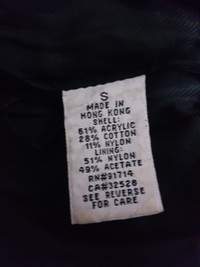 S
MADE IN
HONG KONG
SHELL:
61% ACRYLIC
28% COTTON
11% NYLON
LINING:
51% NYLON
49% ACETATE
RN#91714
CA#32528
SEE REVERSE
FOR CARE